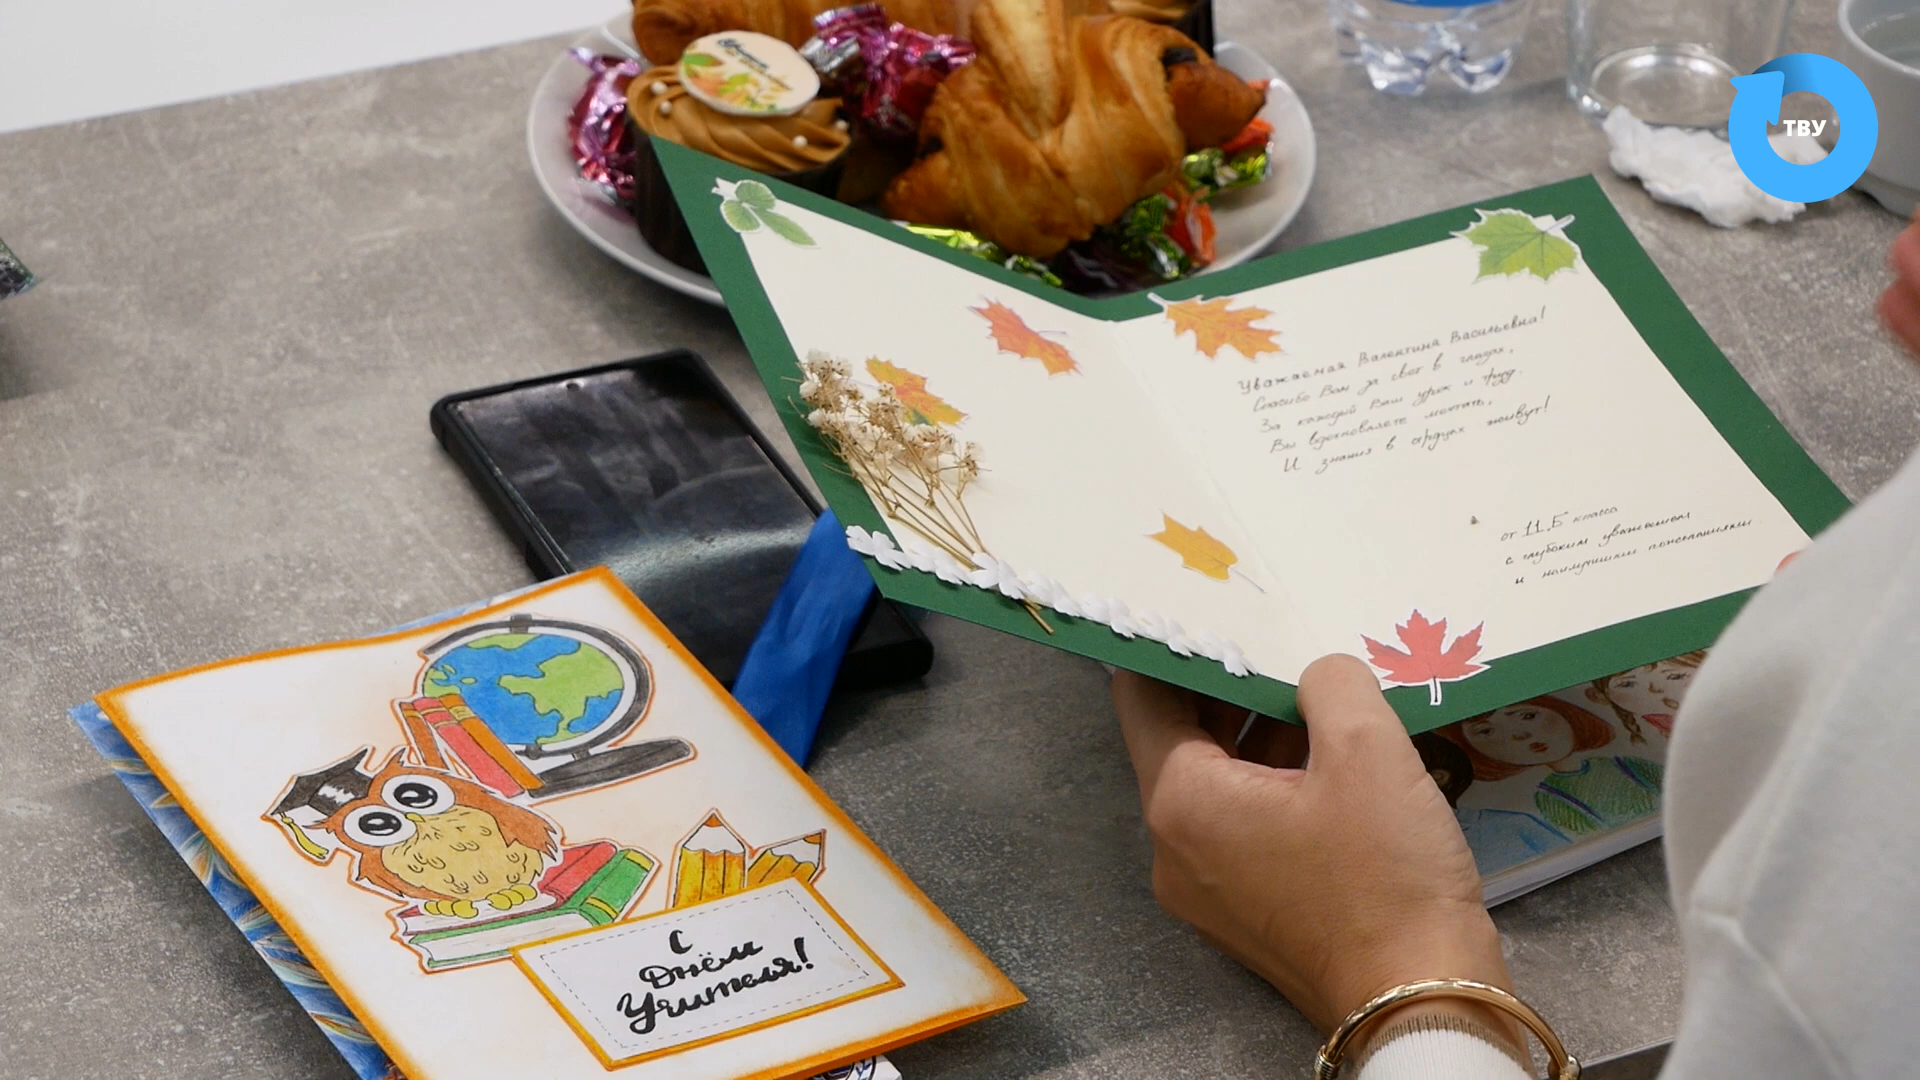 ТВУ
Уважаемая Валентина Васильевна!
Спасибо Вам за свет в глазах,
За каждый Ваш урок и труд.
Вы вдохновляете мечтать,
И знания в сердцах живут!
от 11 Б класса
с глубоким уважением
и наилучшими пожеланиями
С
Днём
Учителя!